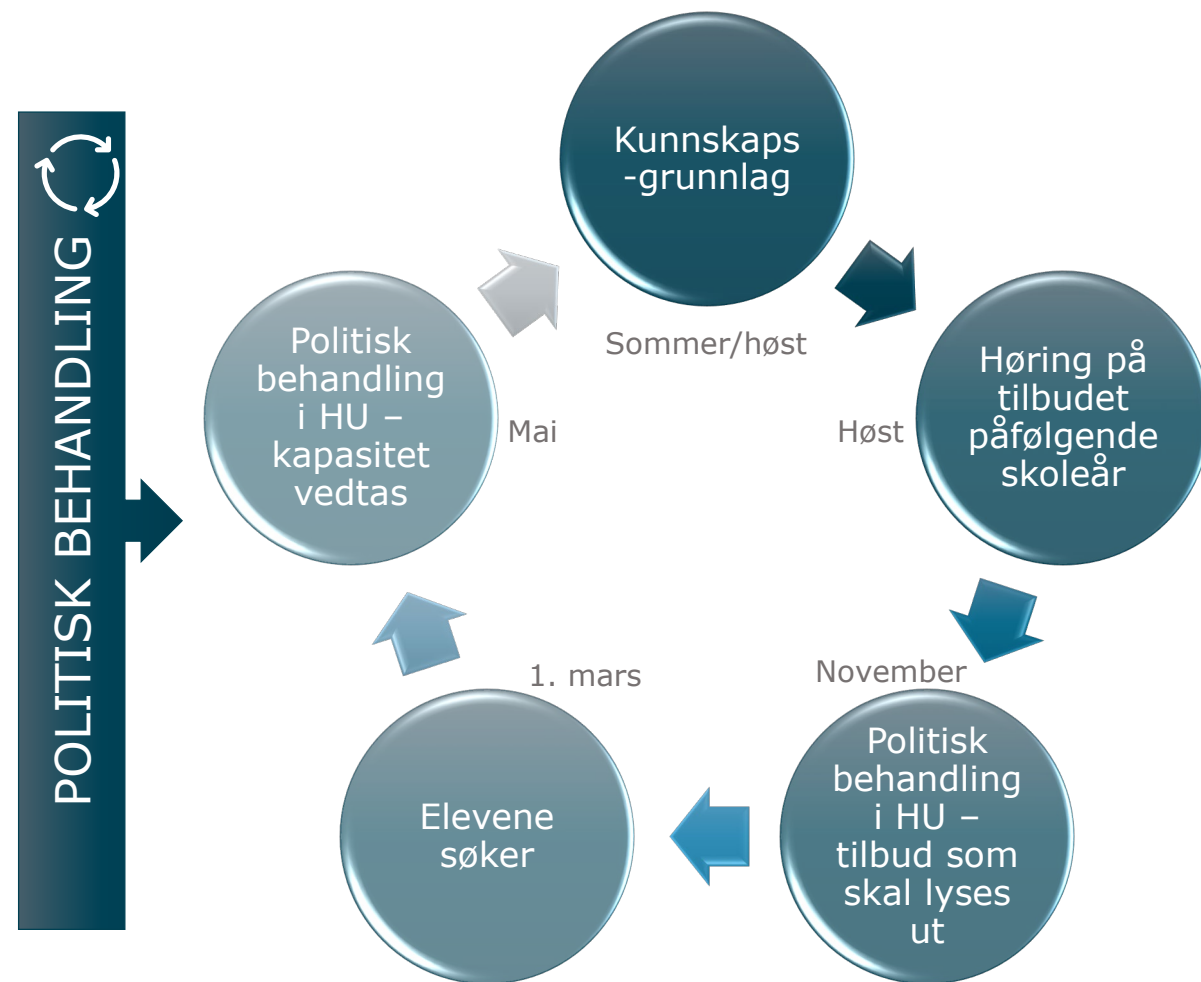 POLITISK BEHANDLING
Kunnskaps
-grunnlag
Sommer/høst
Høring på
tilbudet
påfølgende
skoleår
Høst
November
Politisk
behandling
i HU –
tilbud som
skal lyses
ut
1. mars
Elevene
søker
Politisk
behandling
i HU –
kapasitet
vedtas
Mai